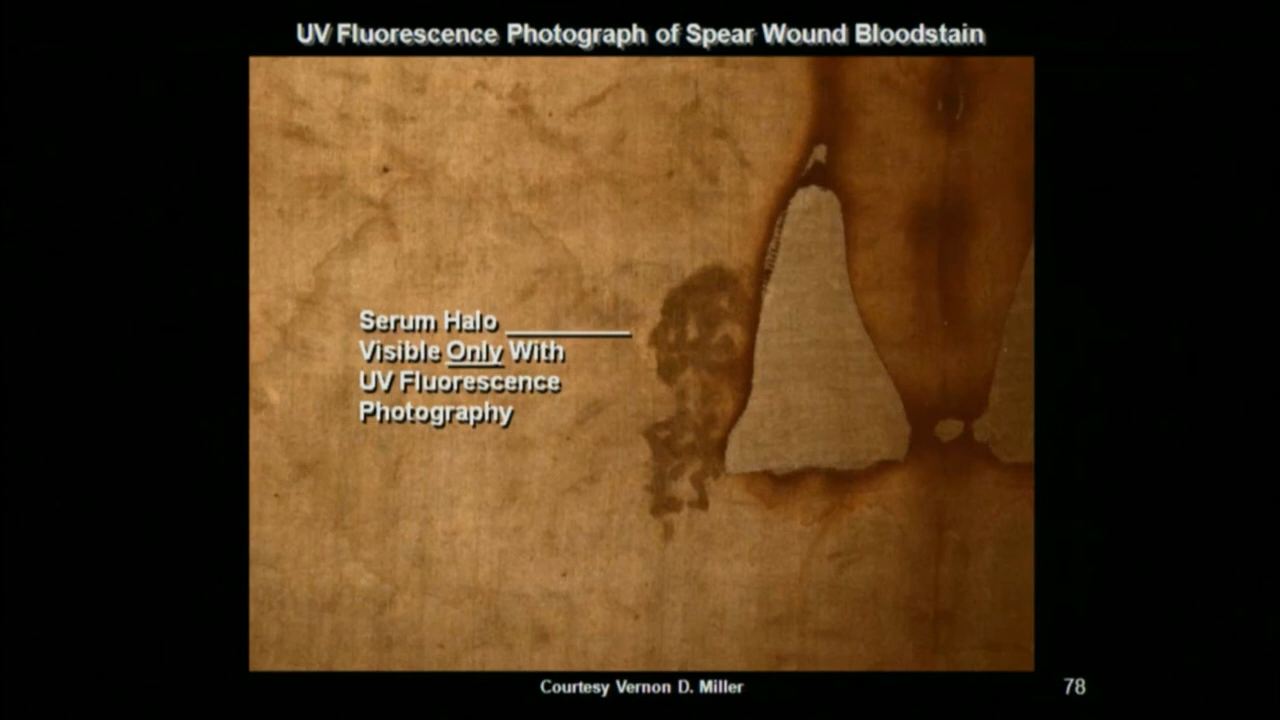 UV Fluorescence Photograph of Spear Wound Bloodstain
Serum Halo
Visible Only With
UV Fluorescence
Photography
Courtesy Vernon D. Miller
78